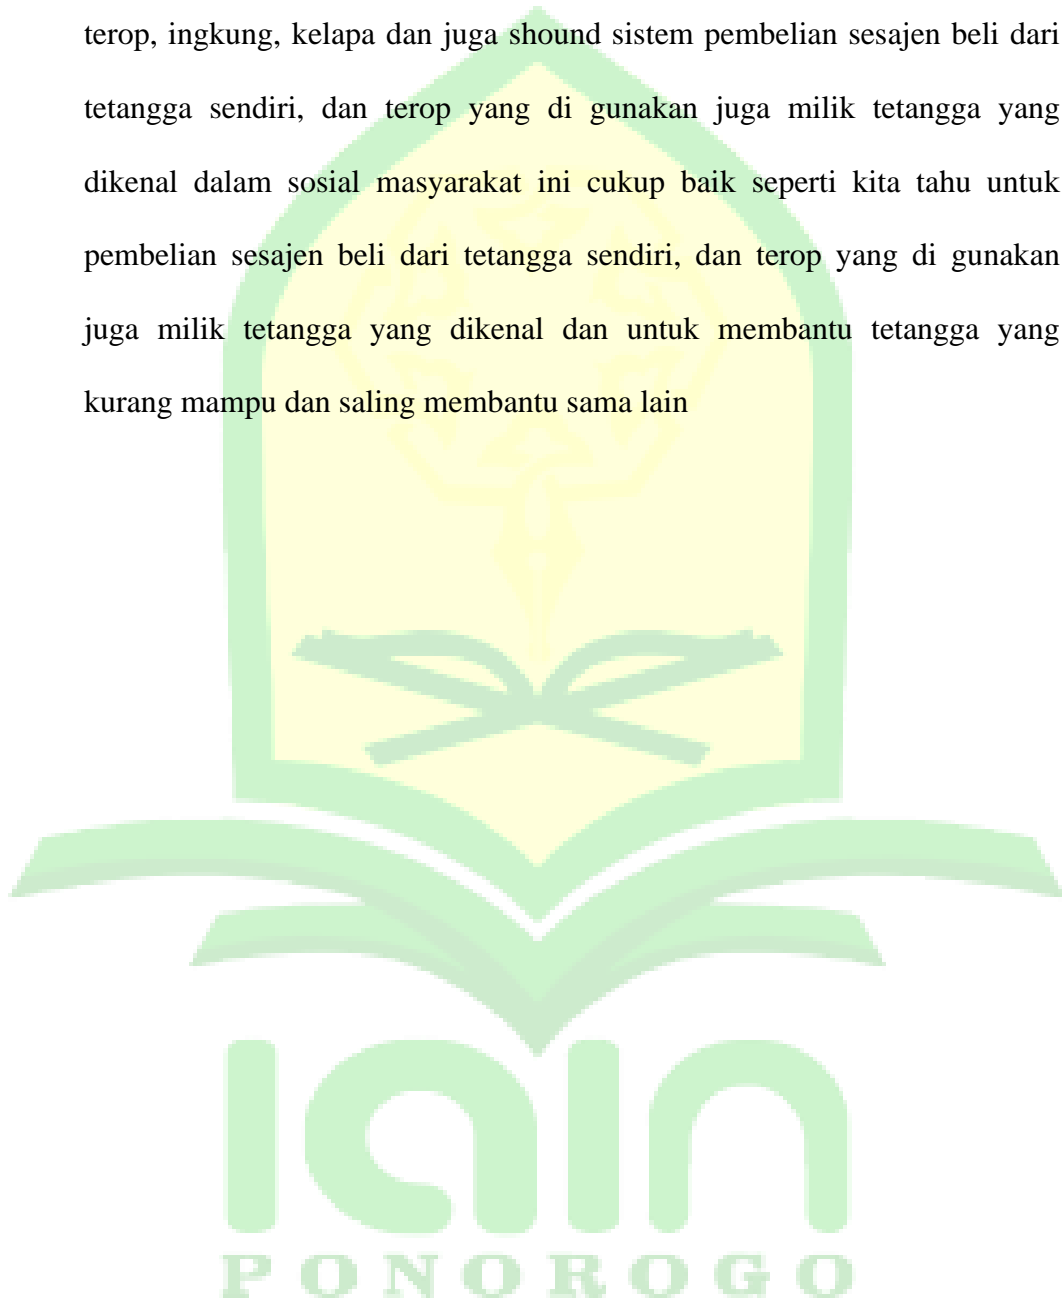 terop, ingkung, kelapa dan juga shound sistem pembelian sesajen beli dari
tetangga sendiri, dan terop yang di gunakan juga milik tetangga yang
dikenal dalam sosial masyarakat ini cukup baik seperti kita tahu untuk
pembelian sesajen beli dari tetangga sendiri, dan terop yang di gunakan
juga milik tetangga yang dikenal dan untuk membantu tetangga yang
kurang mampu dan saling membantu sama lain
iain
PONOROGO